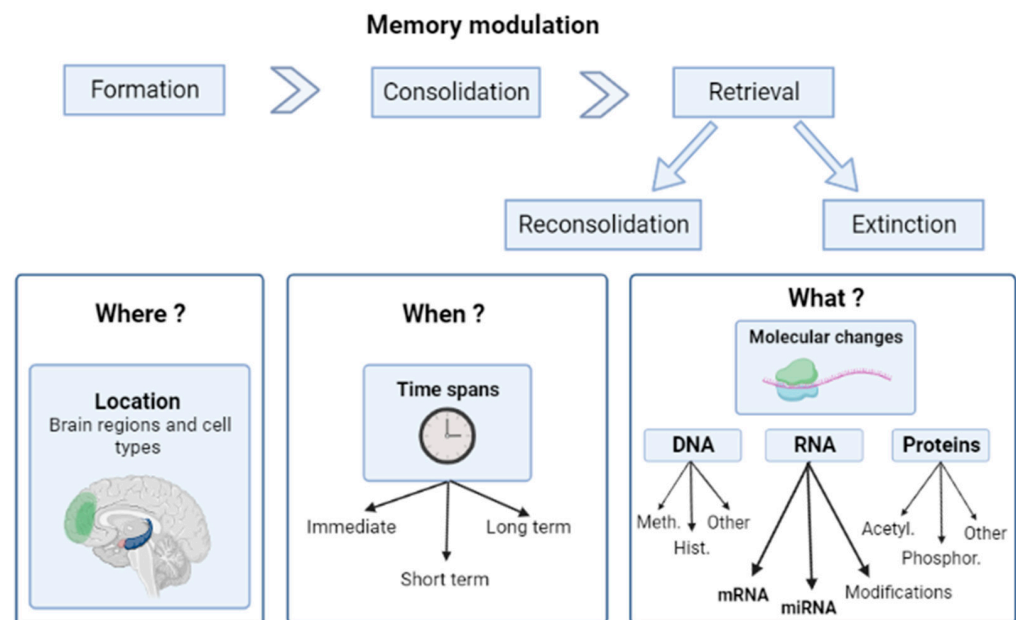 Memory modulation
Formation
Consolidation
Retrieval
Reconsolidation
Extinction
Where ?
Location
Brain regions and cell
types
When ?
Time spans
Immediate
Long term
Short term
What ?
Molecular changes
DNA
RNA
Proteins
Meth.
Hist.
Other
mRNA
miRNA
Modifications
Acetyl.
Phosphor.
Other